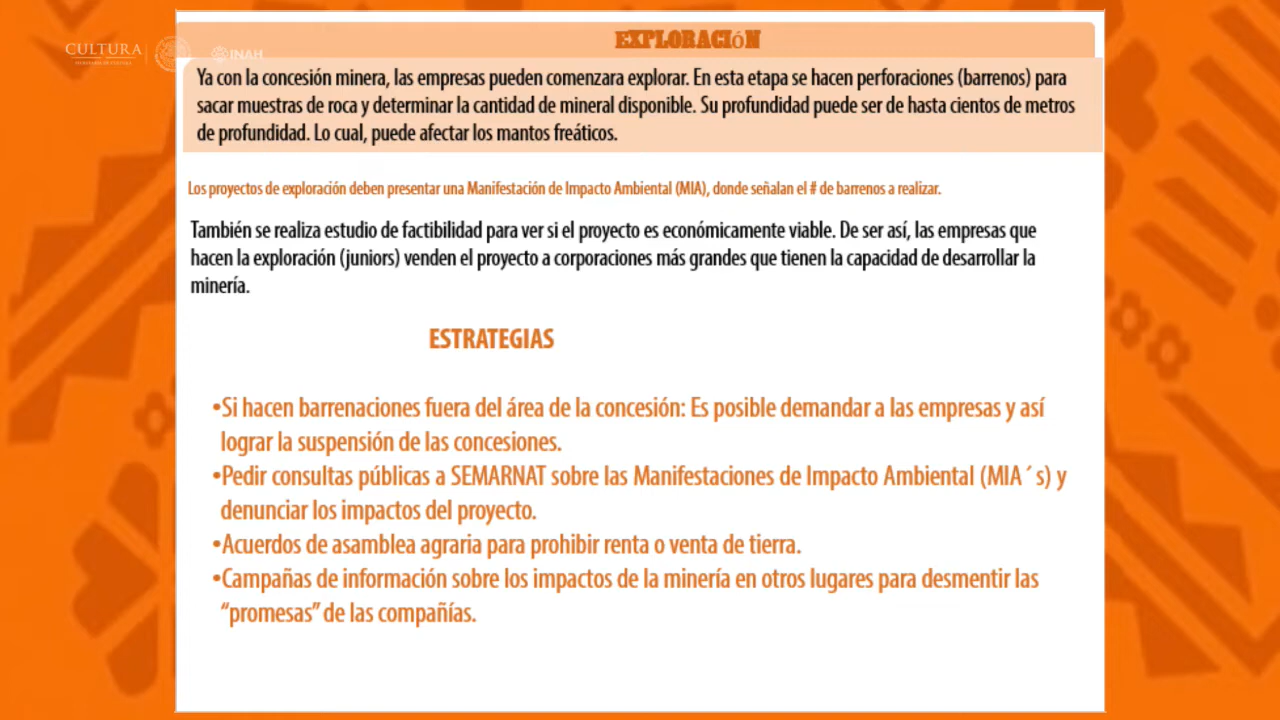 EXPLORACIÓN
CULTURA
INAH
Ya con la concesión minera, las empresas pueden comenzara explorar. En esta etapa se hacen perforaciones (barrenos) para
sacar muestras de roca y determinar la cantidad de mineral disponible. Su profundidad puede ser de hasta cientos de metros
de profundidad. Lo cual, puede afectar los mantos freáticos.
Los proyectos de exploración deben presentar una Manifestación de Impacto Ambiental (MIA), donde señalan el # de barrenos a realizar.
También se realiza estudio de factibilidad para ver si el proyecto es económicamente viable. De ser así, las empresas que
hacen la exploración (juniors) venden el proyecto a corporaciones más grandes que tienen la capacidad de desarrollar la
minería.
ESTRATEGIAS
•Si hacen barrenaciones fuera del área de la concesión: Es posible demandar a las empresas y así
lograr la suspensión de las concesiones.
•Pedir consultas públicas a SEMARNAT sobre las Manifestaciones de Impacto Ambiental (MIA´s) y
denunciar los impactos del proyecto.
•Acuerdos de asamblea agraria para prohibir renta o venta de tierra.
•Campañas de información sobre los impactos de la minería en otros lugares para desmentir las
“promesas” de las compañías.